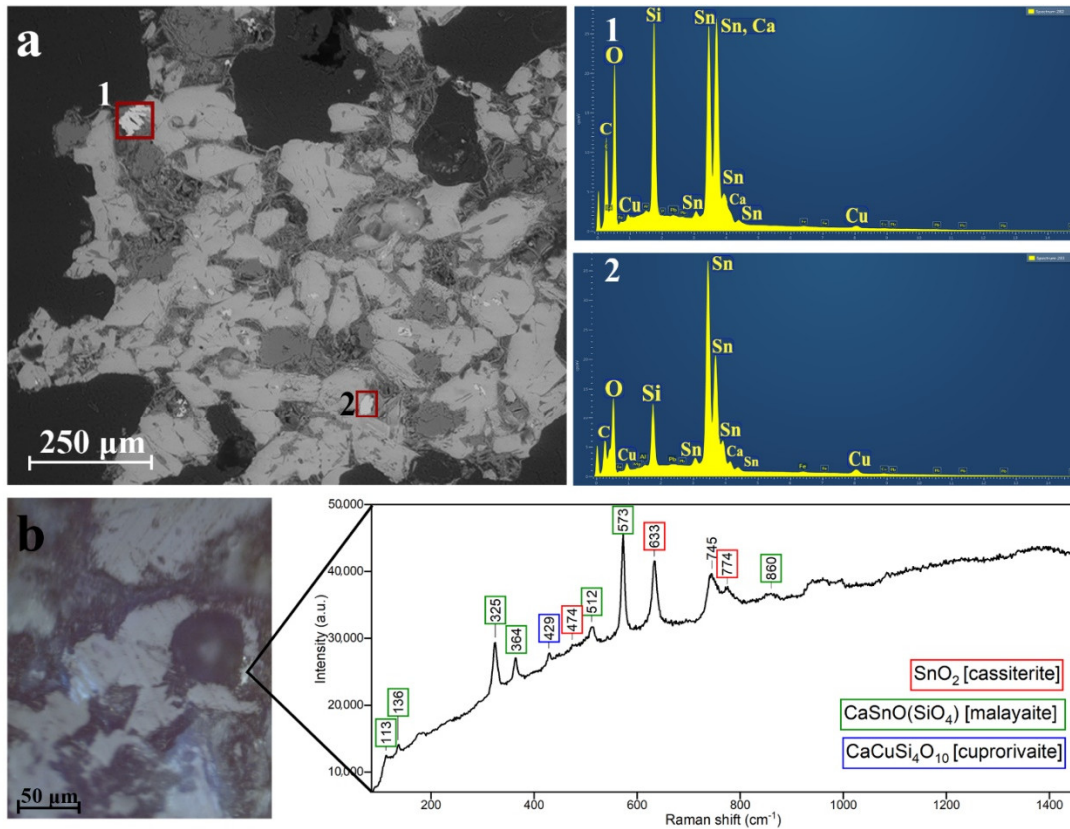 a
1
2
250 µm
1
C
O
Cu
Si
Sn
Sn
Sn, Ca
Sn
Ca
Sn
Cu
2
C
O
Cu
Si
Sn
Sn
Sn
Sn
Ca
Sn
Cu
b
50 µm
50,000
40,000
30,000
20,000
10,000
Intensity (a.u.)
113
136
325
364
429
474
512
573
633
745
774
860
SnO₂ [cassiterite]
CaSnO(SiO₄) [malayaite]
CaCuSi₄O₁₀ [cuprorivaite]
200 400 600 800 1000 1200 1400
Raman shift (cm⁻¹)